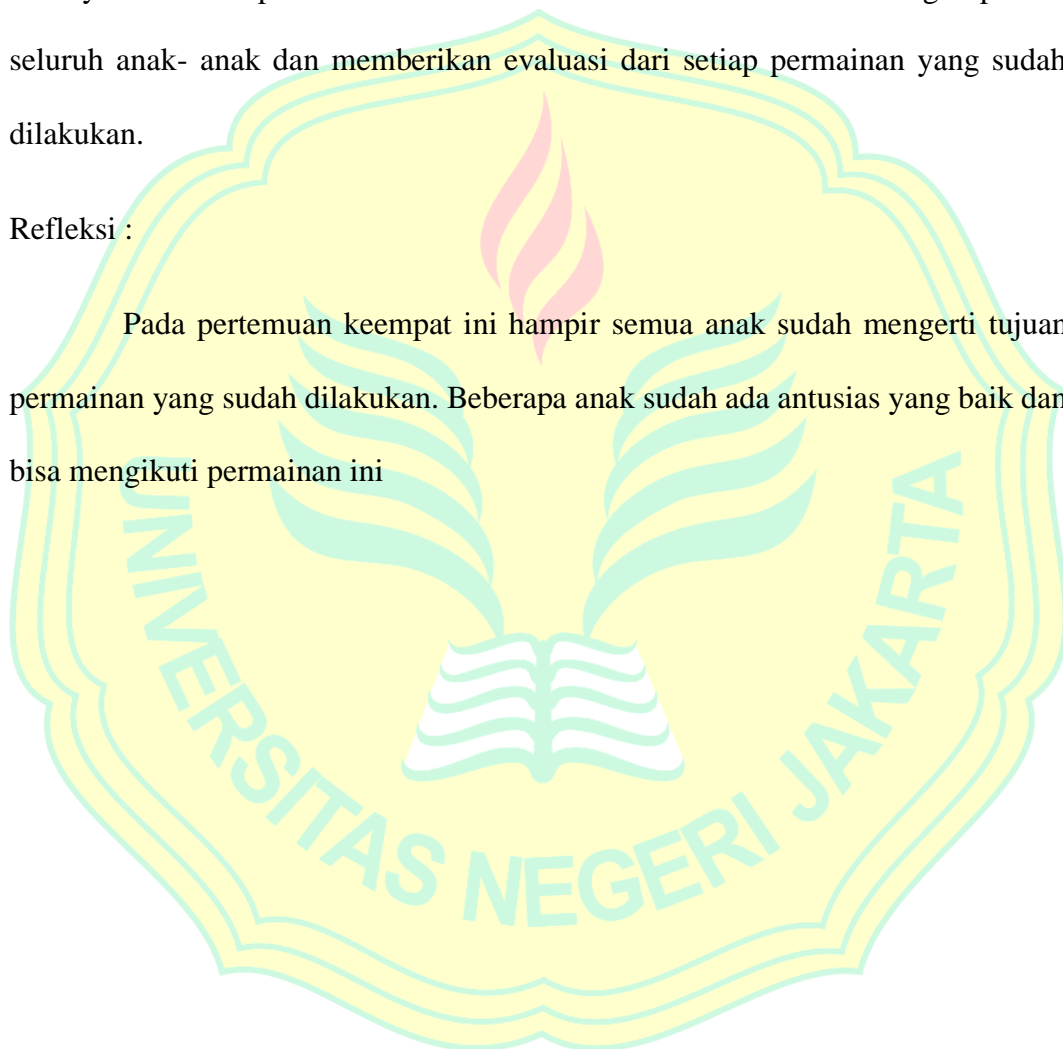 seluruh anak- anak dan memberikan evaluasi dari setiap permainan yang sudah
dilakukan.
Refleksi :
Pada pertemuan keempat ini hampir semua anak sudah mengerti tujuan
permainan yang sudah dilakukan. Beberapa anak sudah ada antusias yang baik dan
bisa mengikuti permainan ini
UNIVERSITAS NEGERI JAKARTA